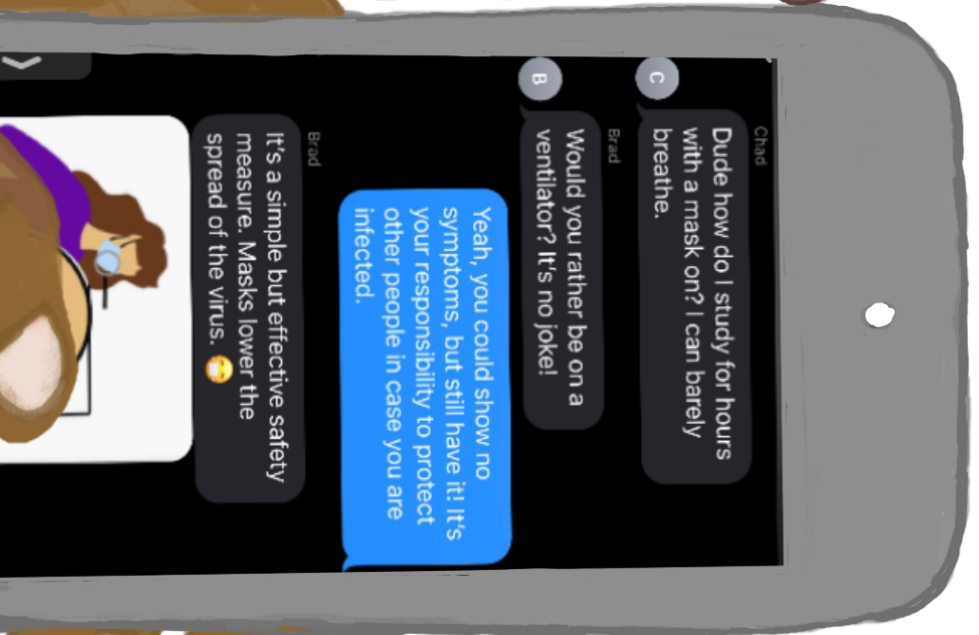 Chad
C
Dude how do I study for hours
with a mask on? I can barely
breathe.
Brad
B
Would you rather be on a
ventilator? It's no joke!
Yeah, you could show no
symptoms, but still have it! It's
your responsibility to protect
other people in case you are
infected.
Brad
It's a simple but effective safety
measure. Masks lower the
spread of the virus. 😷